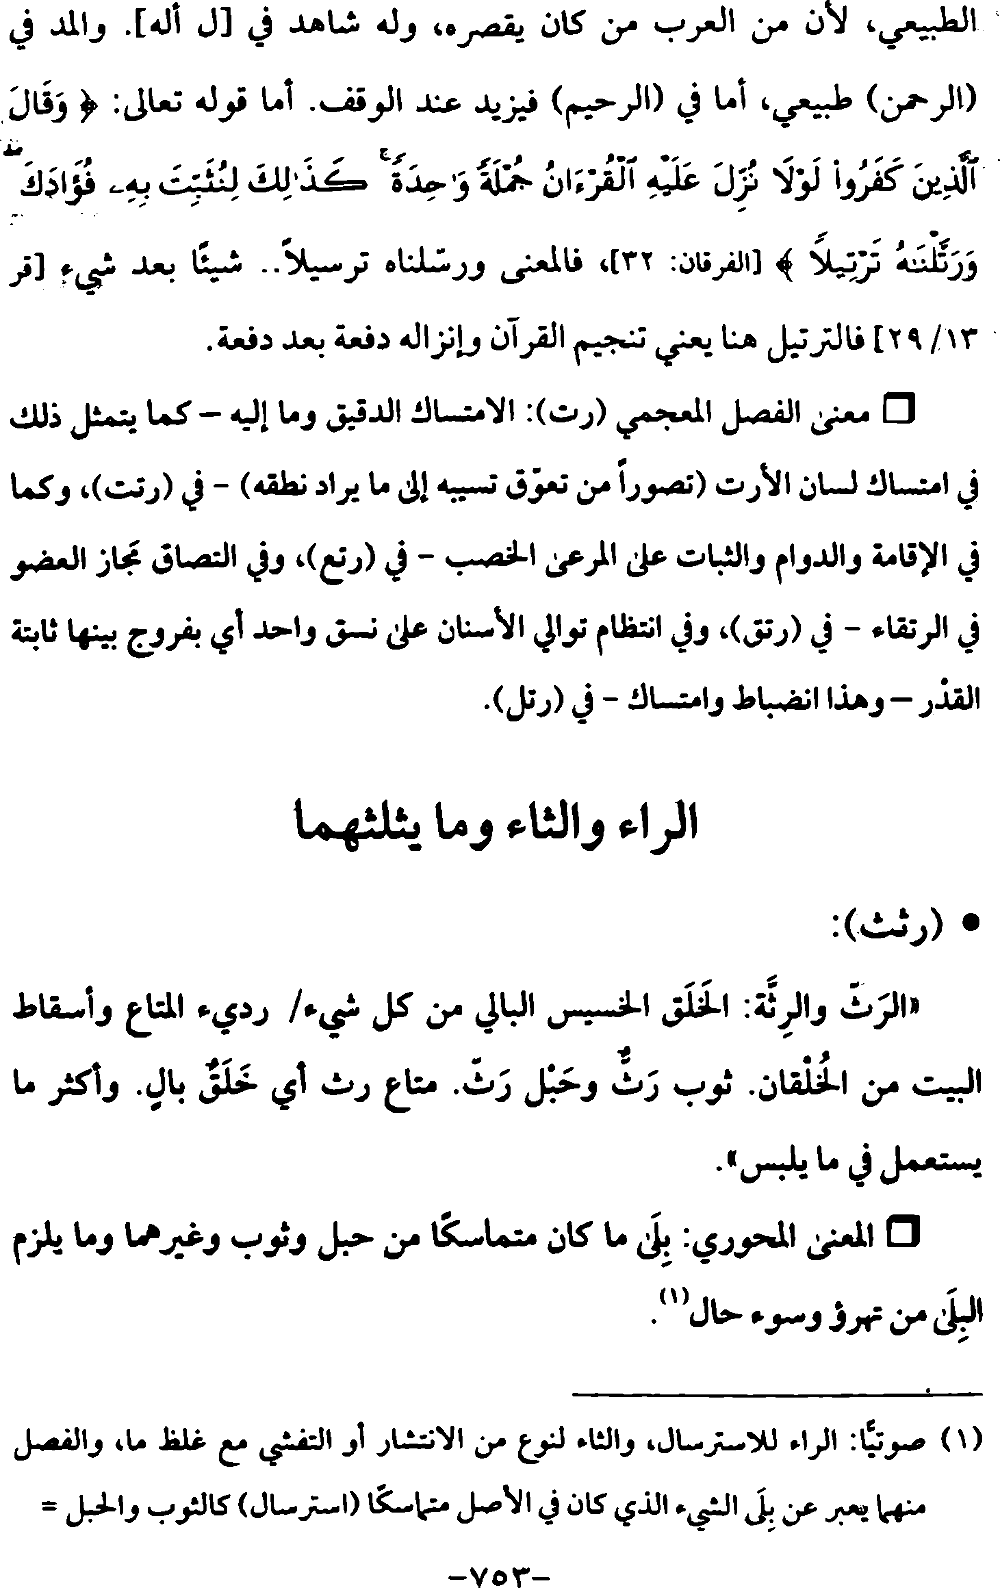 الطبيعي، لأن من العرب من كان يقصره، وله شاهد في [ل أله]. والمد في
(الرحمن) طبيعي، أما في (الرحيم) فيزيد عند الوقف. أما قوله تعالى: ﴿ وَقَالَ
ٱلَّذِينَ كَفَرُواْ لَوْلَا نُزِّلَ عَلَيْهِ ٱلْقُرْءَانُ جُمْلَةً وَٰحِدَةً ۚ كَذَٰلِكَ لِنُثَبِّتَ بِهِۦ فُؤَادَكَ ۖ
وَرَتَّلْنَـٰهُ تَرْتِيلًا ﴾ [الفرقان: ٣٢]، فالمعنى ورسّلناه ترسيلاً.. شيئًا بعد شيء [قر
١٣/ ٢٩] فالترتيل هنا يعني تنجيم القرآن وإنزاله دفعة بعد دفعة.
❒ معنى الفصل المعجمي (رت): الامتساك الدقيق وما إليه – كما يتمثل ذلك
في امتساك لسان الأرت (تصوراً من تعوّق تسيبه إلى ما يراد نطقه) – في (رتت)، وكما
في الإقامة والدوام والثبات على المرعى الخصب – في (رتع)، وفي التصاق مَجاز العضو
في الرتقاء – في (رتق)، وفي انتظام توالي الأسنان على نسق واحد أي بفروج بينها ثابتة
القدْر – وهذا انضباط وامتساك – في (رتل).
الراء والثاء وما يثلثهما
• (رثث):
«الرَثّ والرِثَّة: الخَلَق الخسيس البالي من كل شيء/ رديء المتاع وأسقاط
البيت من الخُلْقان. ثوب رَثٌّ وحَبْل رَثّ. متاع رث أي خَلَقٌ بالٍ. وأكثر ما
يستعمل في ما يلبس».
❒ المعنى المحوري: بِلَى ما كان متماسكًا من حبل وثوب وغيرهما وما يلزم
البِلَى من تهرؤ وسوء حال(١).
(١) صوتيًّا: الراء للاسترسال، والثاء لنوع من الانتشار أو التفشي مع غلظ ما، والفصل
منهما يعبر عن بِلَى الشيء الذي كان في الأصل متماسكًا (استرسال) كالثوب والحبل =
–٧٥٣–